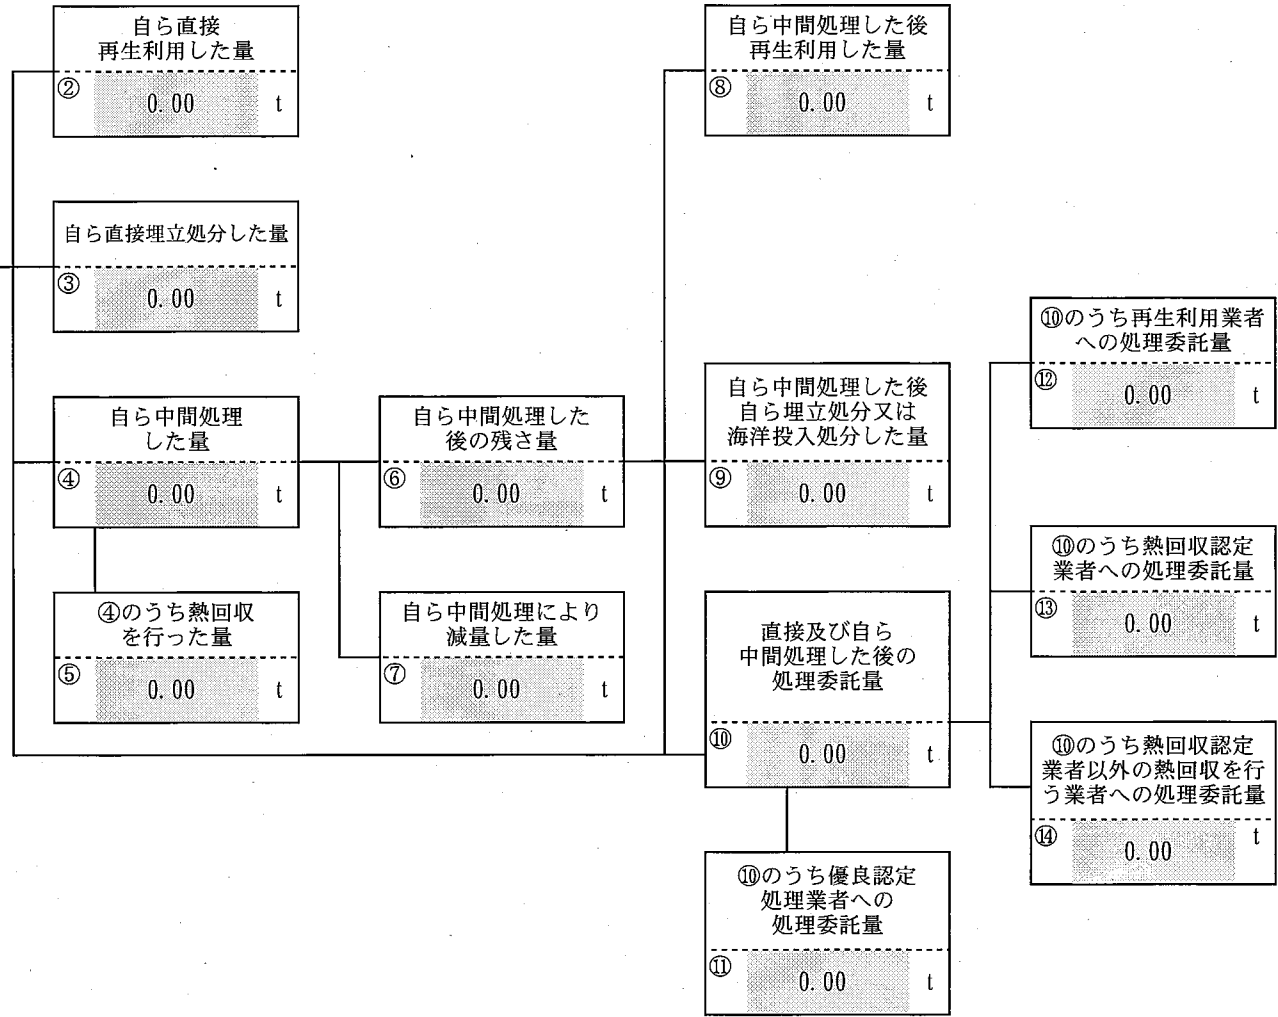 自ら直接
再生利用した量
②
0.00 t
自ら直接埋立処分した量
③
0.00 t
自ら中間処理
した量
④
0.00 t
④のうち熱回収
を行った量
⑤
0.00 t
自ら中間処理した
後の残さ量
⑥
0.00 t
自ら中間処理により
減量した量
⑦
0.00 t
自ら中間処理した後
再生利用した量
⑧
0.00 t
自ら中間処理した後
自ら埋立処分又は
海洋投入処分した量
⑨
0.00 t
直接及び自ら
中間処理した後の
処理委託量
⑩
0.00 t
⑩のうち優良認定
処理業者への
処理委託量
⑪
0.00 t
⑩のうち再生利用業者
への処理委託量
⑫
0.00 t
⑩のうち熱回収認定
業者への処理委託量
⑬
0.00 t
⑩のうち熱回収認定
業者以外の熱回収を行
う業者への処理委託量
⑭
0.00 t